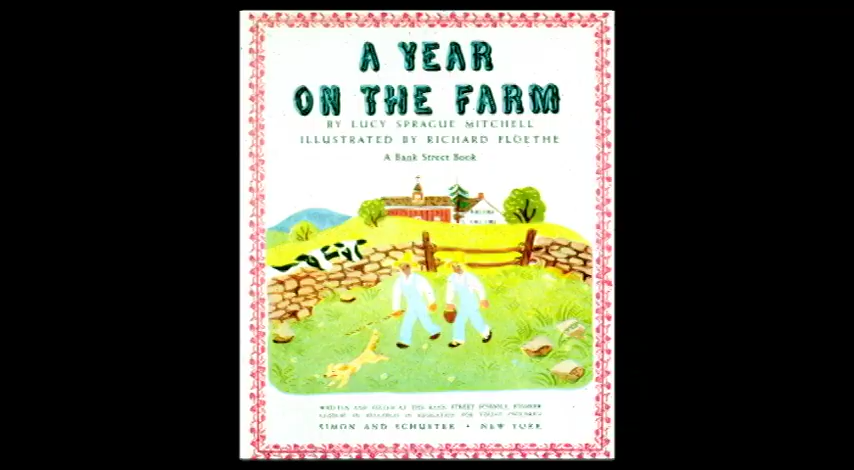 A YEAR
ON THE FARM
BY LUCY SPRAGUE MITCHELL
ILLUSTRATED BY RICHARD FLOETHE
A Bank Street Book
SIMON AND SCHUSTER • NEW YORK